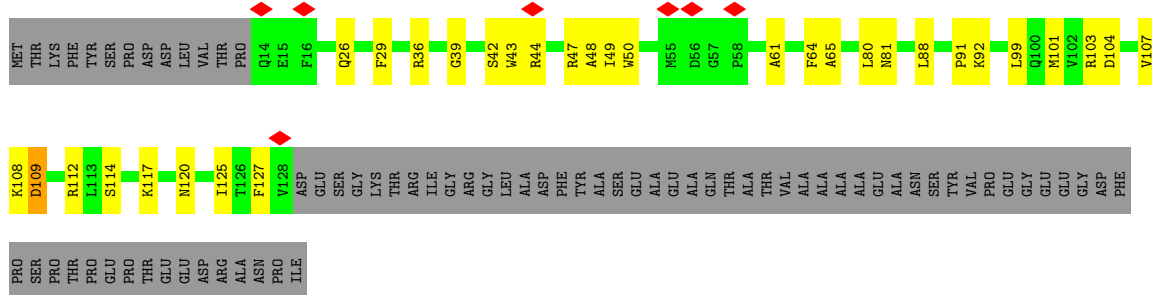 MET THR LYS PHE TYR SER PRO ASP ASP LEU VAL THR PRO Q14 E15 F16 Q26 F29 R36 G39 S42 W43 R44 R47 A48 I49 W50 M55 D56 G57 P58 A61 F64 A65 L80 N81 L88 P91 K92 L99 Q100 M101 V102 R103 D104 V107
K108 D109 R112 L113 S114 K117 N120 I125 T126 F127 V128 ASP GLU SER GLY LYS THR ARG ILE GLY ARG GLY LEU ALA ASP PHE TYR ALA SER GLU ALA GLU ALA GLN THR ALA THR VAL ALA ALA ALA ALA GLU ALA ASN SER TYR VAL PRO GLU GLY GLU GLU GLY ASP PHE
PRO SER PRO THR PRO GLU PRO THR GLU GLU ASP ARG ALA ASN PRO ILE